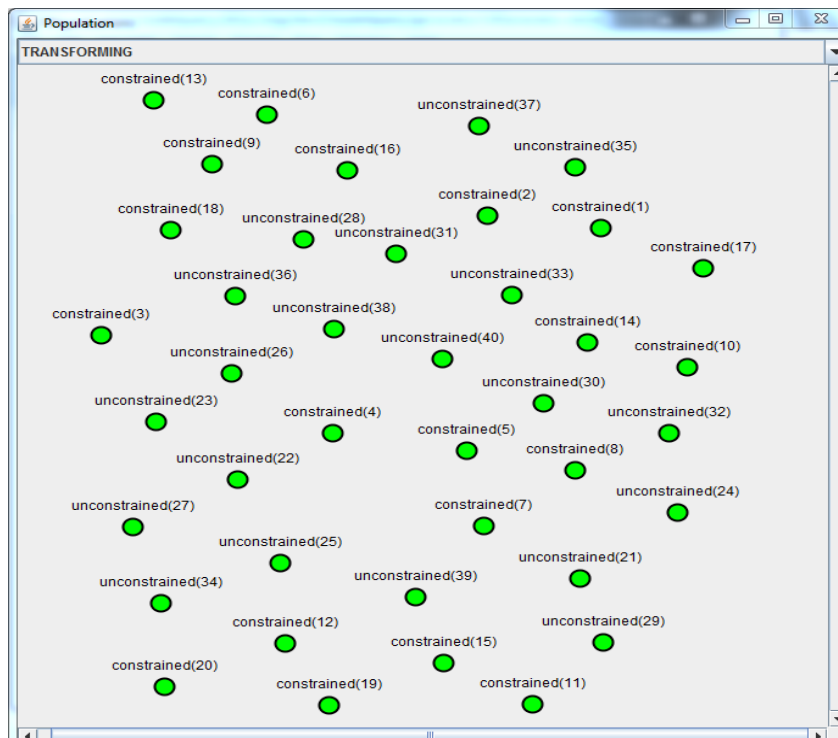 Population
TRANSFORMING
constrained(13)
constrained(6)
unconstrained(37)
constrained(9)
constrained(16)
unconstrained(35)
constrained(2)
constrained(18)
constrained(1)
unconstrained(28)
unconstrained(31)
constrained(17)
unconstrained(36)
unconstrained(33)
constrained(3)
unconstrained(38)
constrained(14)
unconstrained(40)
constrained(10)
unconstrained(26)
unconstrained(30)
unconstrained(23)
constrained(4)
unconstrained(32)
constrained(5)
constrained(8)
unconstrained(22)
unconstrained(24)
unconstrained(27)
constrained(7)
unconstrained(25)
unconstrained(21)
unconstrained(34)
unconstrained(39)
constrained(12)
unconstrained(29)
constrained(15)
constrained(20)
constrained(19)
constrained(11)